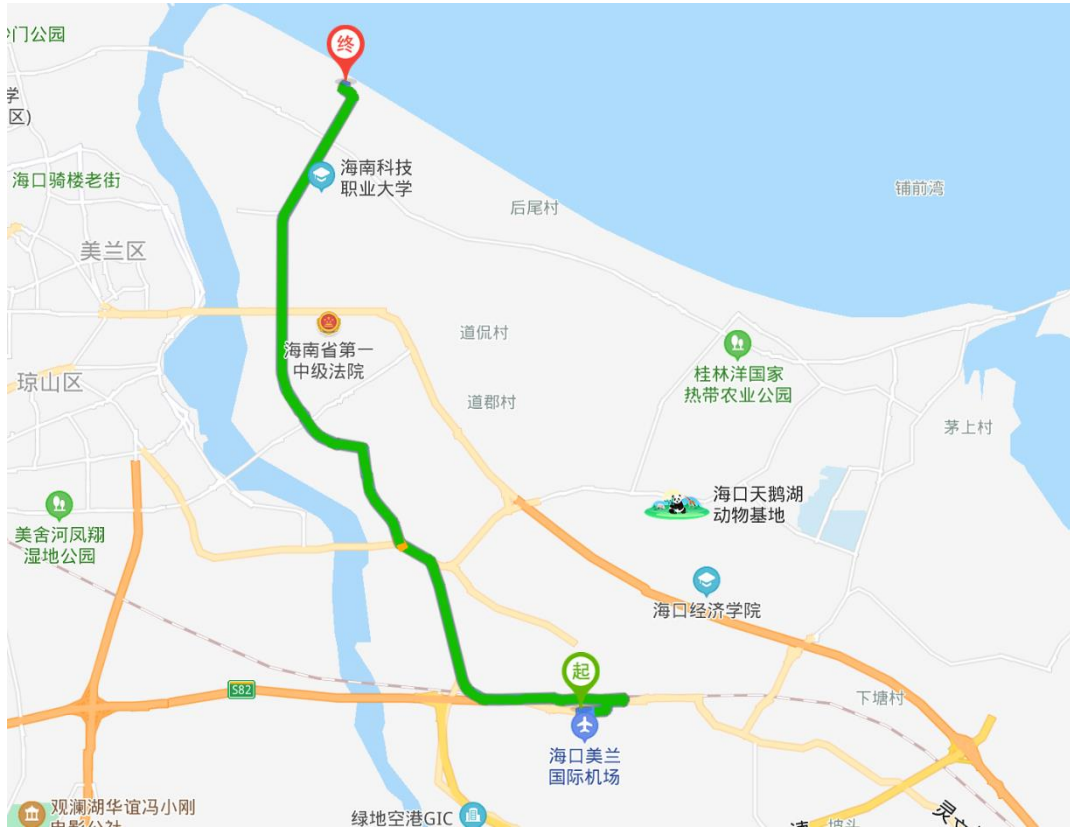 门公园
终
学
区)
海南科技
职业大学
海口骑楼老街
后尾村
铺前湾
美兰区
道侃村
海南省第一
中级法院
琼山区
桂林洋国家
热带农业公园
道郡村
茅上村
海口天鹅湖
动物基地
美舍河凤翔
湿地公园
海口经济学院
起
S82
下塘村
海口美兰
国际机场
观澜湖华谊冯小刚
电影公社
绿地空港GIC